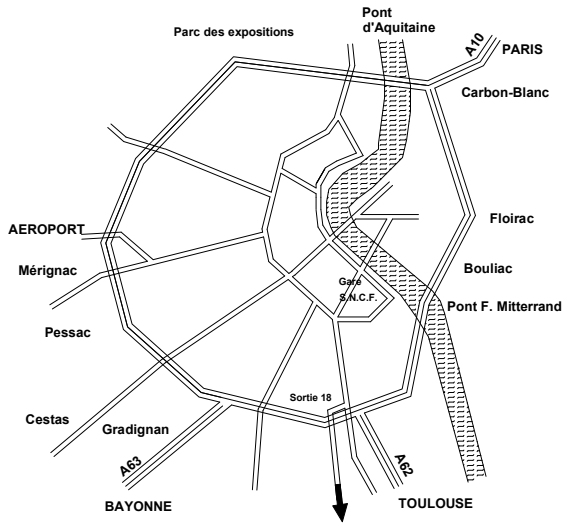 Pont
d'Aquitaine
Parc des expositions
A10
PARIS
Carbon-Blanc
AEROPORT
Floirac
Mérignac
Bouliac
Gare
S.N.C.F.
Pont F. Mitterrand
Pessac
Sortie 18
Cestas
Gradignan
A63
A62
BAYONNE
TOULOUSE